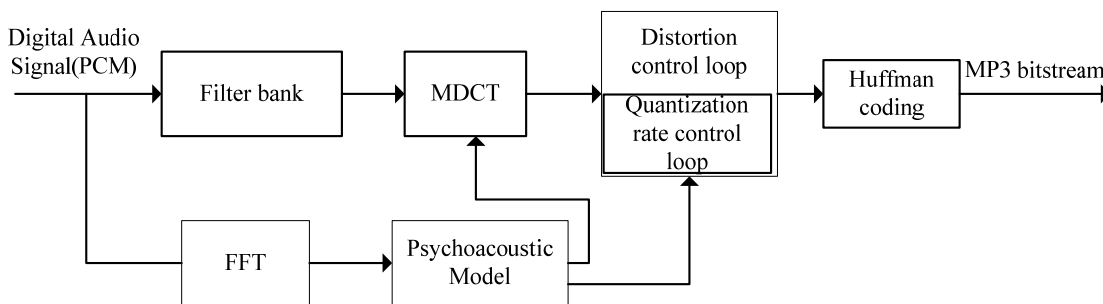 Digital Audio
Signal(PCM)
Filter bank
MDCT
Distortion
control loop
Quantization
rate control
loop
Huffman
coding
MP3 bitstream
FFT
Psychoacoustic
Model